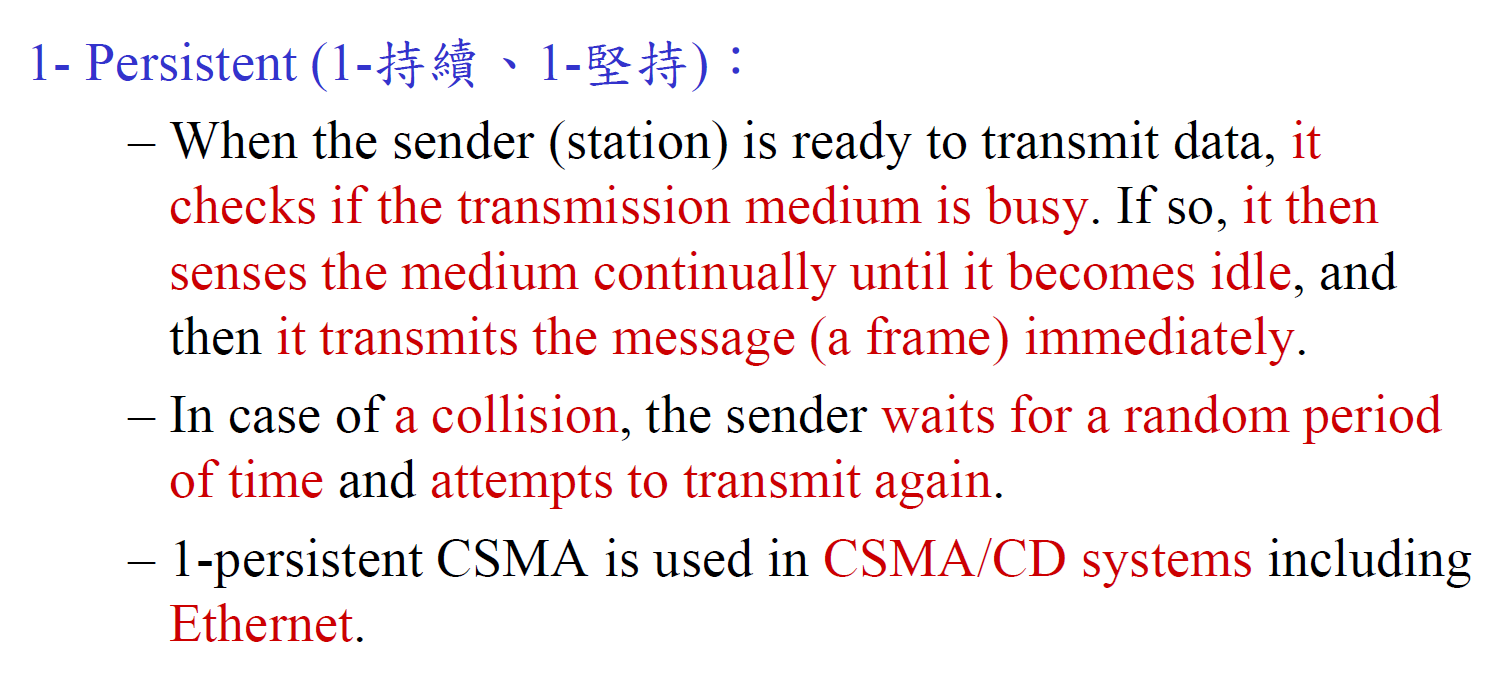 1- Persistent (1-持續、1-堅持)：
– When the sender (station) is ready to transmit data, it
checks if the transmission medium is busy. If so, it then
senses the medium continually until it becomes idle, and
then it transmits the message (a frame) immediately.
– In case of a collision, the sender waits for a random period
of time and attempts to transmit again.
– 1-persistent CSMA is used in CSMA/CD systems including
Ethernet.